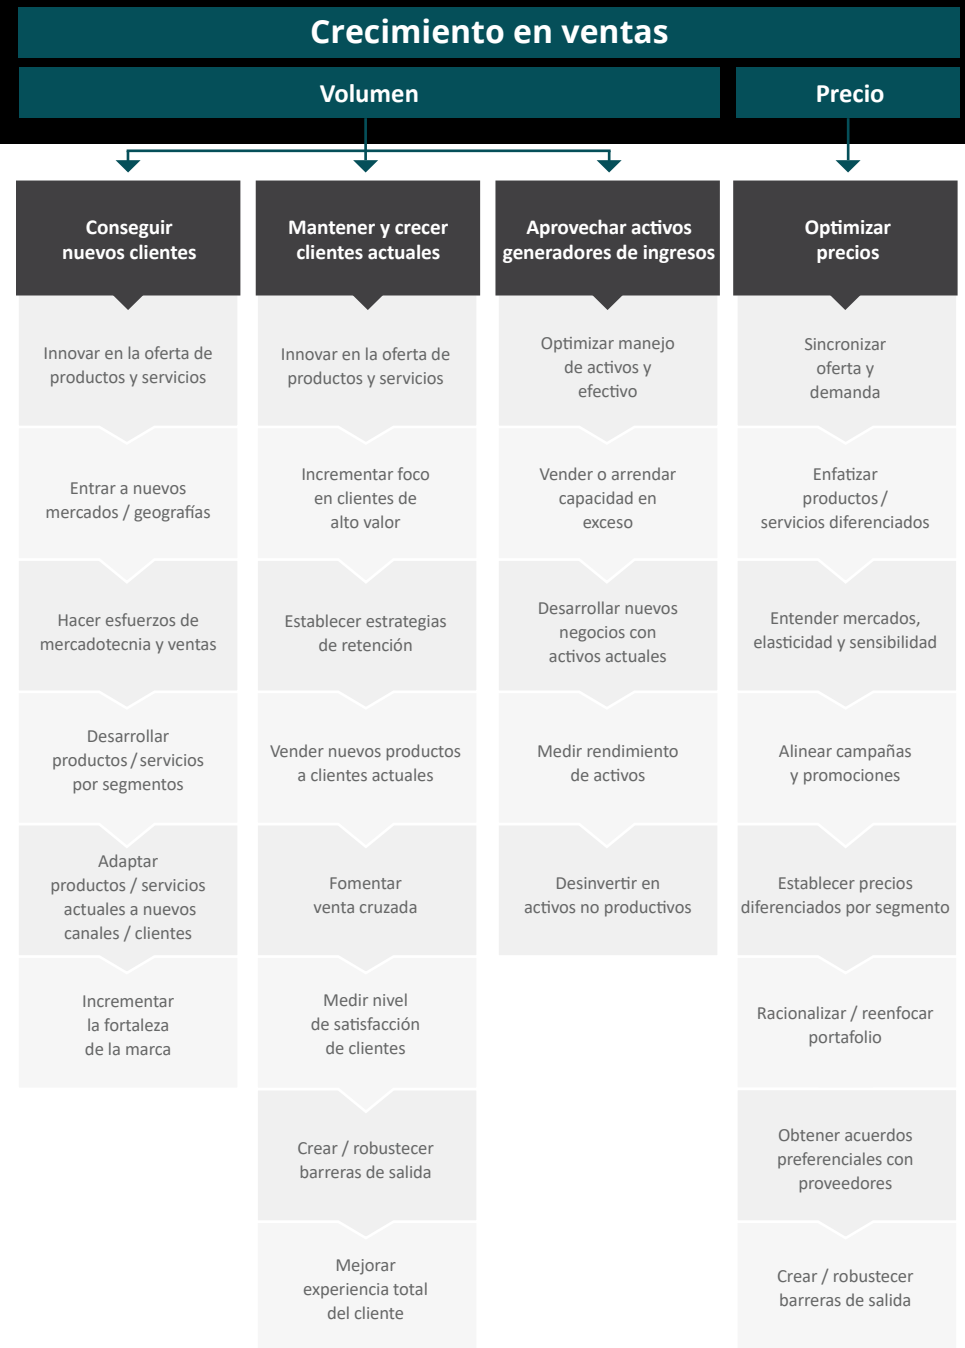 Crecimiento en ventas
Volumen
Precio
Conseguir
nuevos clientes
Innovar en la oferta de
productos y servicios
Entrar a nuevos
mercados / geografías
Hacer esfuerzos de
mercadotecnia y ventas
Desarrollar
productos / servicios
por segmentos
Adaptar
productos / servicios
actuales a nuevos
canales / clientes
Incrementar
la fortaleza
de la marca
Mantener y crecer
clientes actuales
Innovar en la oferta de
productos y servicios
Incrementar foco
en clientes de
alto valor
Establecer estrategias
de retención
Vender nuevos productos
a clientes actuales
Fomentar
venta cruzada
Medir nivel
de satisfacción
de clientes
Crear / robustecer
barreras de salida
Mejorar
experiencia total
del cliente
Aprovechar activos
generadores de ingresos
Optimizar manejo
de activos y
efectivo
Vender o arrendar
capacidad en
exceso
Desarrollar nuevos
negocios con
activos actuales
Medir rendimiento
de activos
Desinvertir en
activos no productivos
Optimizar
precios
Sincronizar
oferta y
demanda
Enfatizar
productos /
servicios diferenciados
Entender mercados,
elasticidad y sensibilidad
Alinear campañas
y promociones
Establecer precios
diferenciados por segmento
Racionalizar / reenfocar
portafolio
Obtener acuerdos
preferenciales con
proveedores
Crear / robustecer
barreras de salida